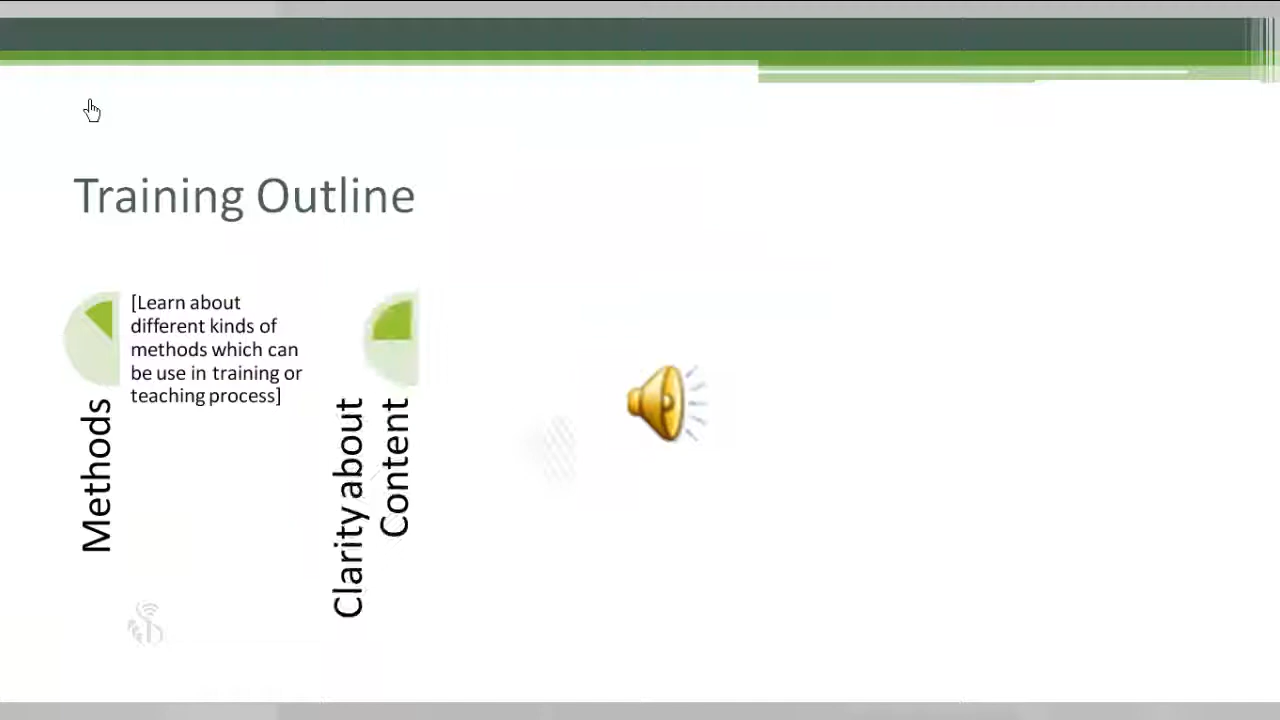 Training Outline
[Learn about
different kinds of
methods which can
be use in training or
teaching process]
Methods
Clarity about
Content